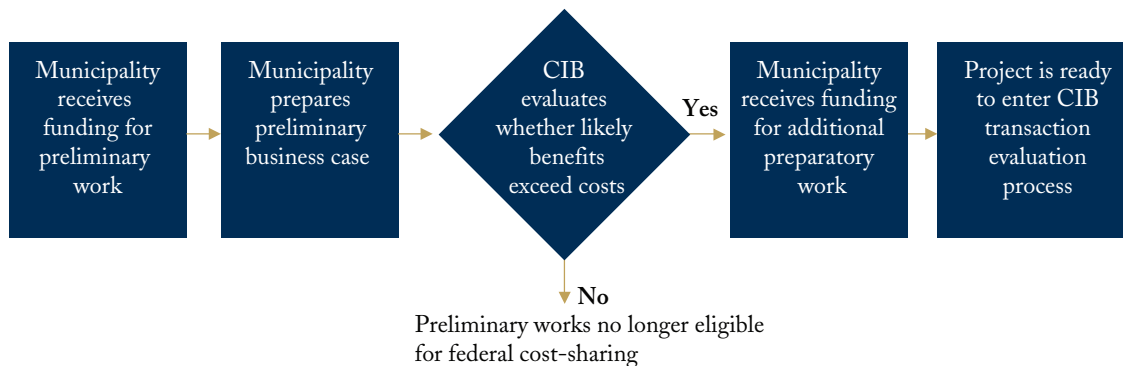 Municipality
receives
funding for
preliminary
work
Municipality
prepares
preliminary
business case
CIB
evaluates
whether likely
benefits
exceed costs
Yes
Municipality
receives funding
for additional
preparatory
work
Project is ready
to enter CIB
transaction
evaluation
process
No
Preliminary works no longer eligible
for federal cost-sharing